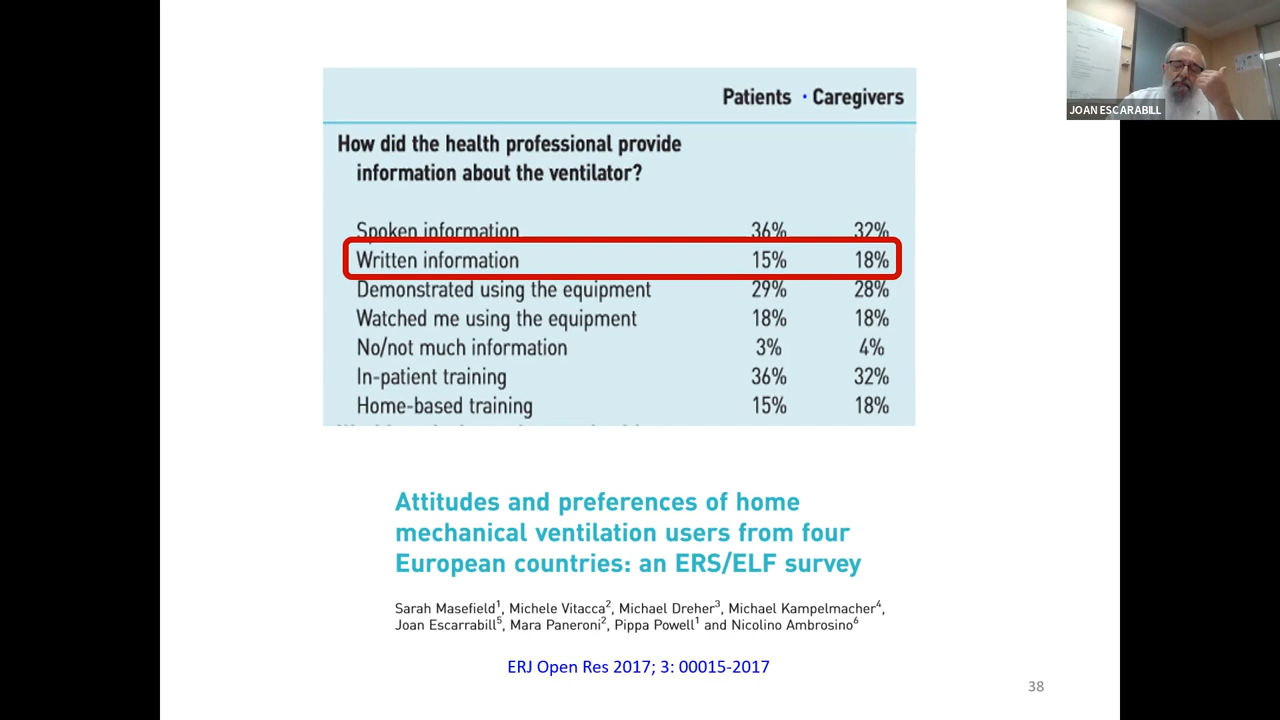 JOAN ESCARABILL
Patients · Caregivers
How did the health professional provide
information about the ventilator?
Spoken information 36% 32%
Written information 15% 18%
Demonstrated using the equipment 29% 28%
Watched me using the equipment 18% 18%
No/not much information 3% 4%
In-patient training 36% 32%
Home-based training 15% 18%
Attitudes and preferences of home
mechanical ventilation users from four
European countries: an ERS/ELF survey
Sarah Masefield1, Michele Vitacca2, Michael Dreher3, Michael Kampelmacher4,
Joan Escarrabill5, Mara Paneroni2, Pippa Powell1 and Nicolino Ambrosino6
ERJ Open Res 2017; 3: 00015-2017
38